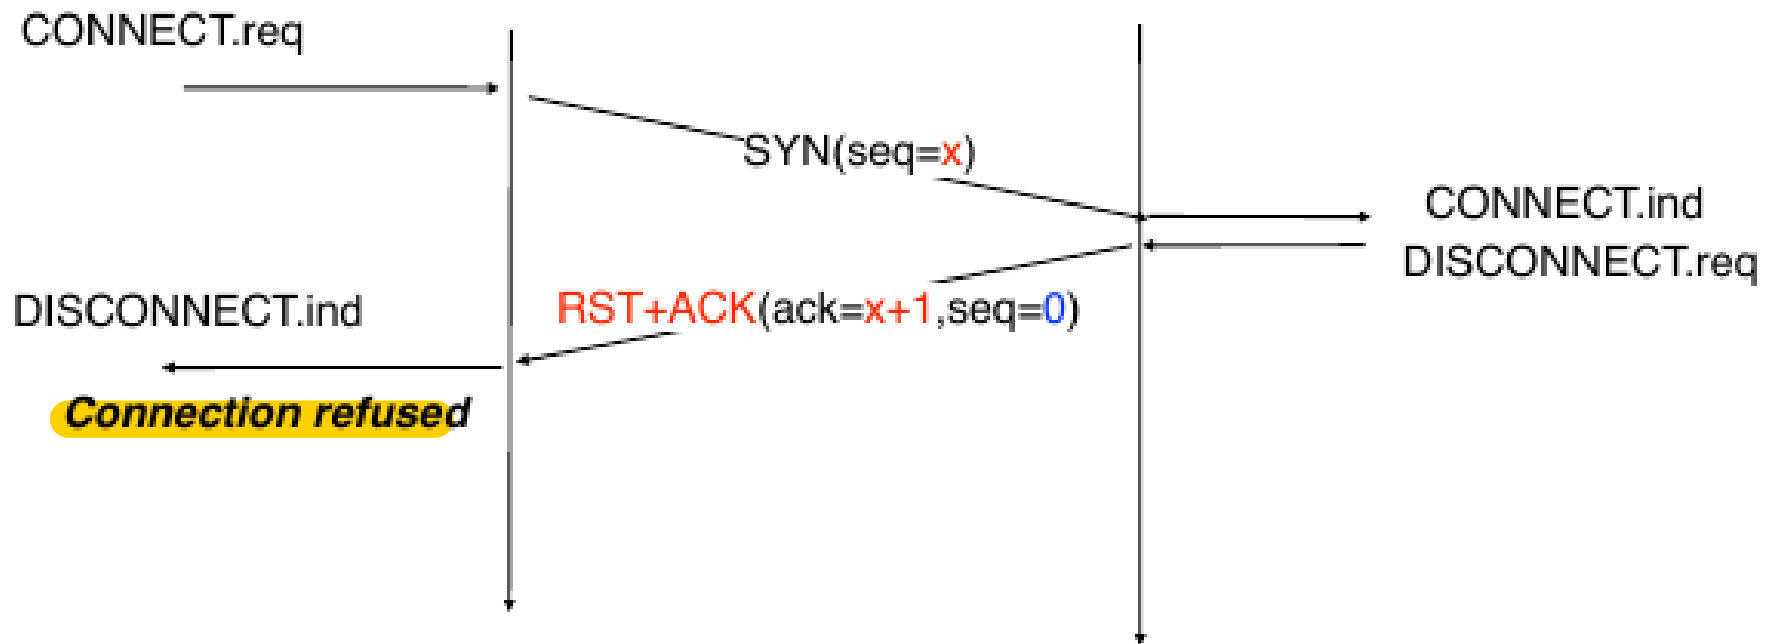 CONNECT.req
SYN(seq=x)
CONNECT.ind
DISCONNECT.req
DISCONNECT.ind
RST+ACK(ack=x+1,seq=0)
Connection refused